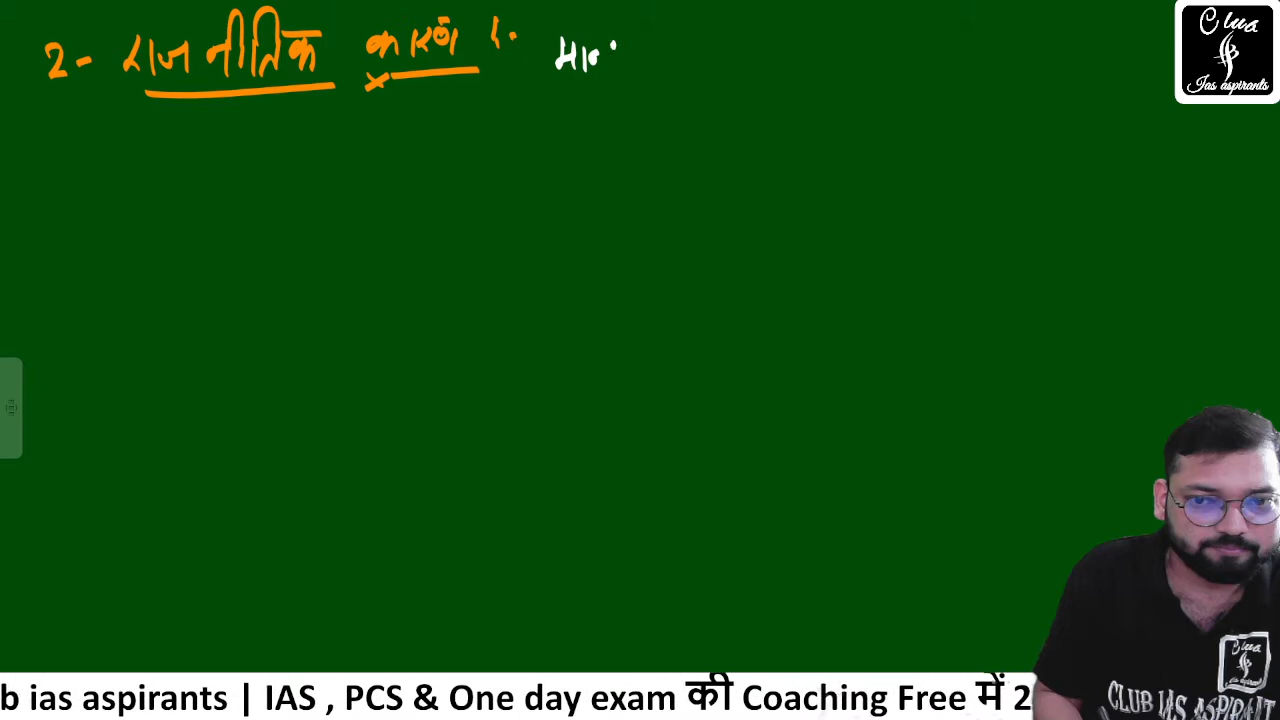 2- राजनीतिक कारण :-
Club
Ias aspirants
b ias aspirants | IAS , PCS & One day exam की Coaching Free में 2
CLUB IAS ASPIRANT